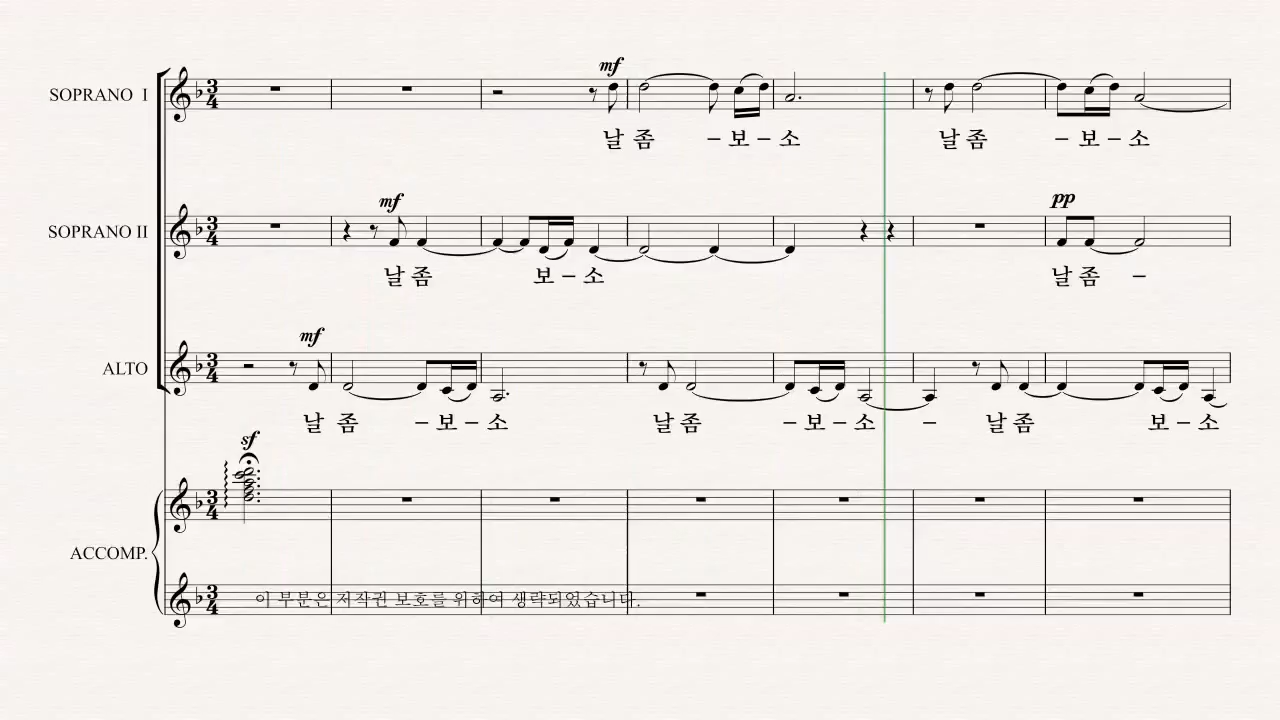 mf
SOPRANO I
날 좀 – 보 – 소 날 좀 – 보 – 소
mf pp
SOPRANO II
날 좀 보 – 소 날 좀 –
mf
ALTO
날 좀 – 보 – 소 날 좀 – 보 – 소 – 날 좀 보 – 소
sf
ACCOMP.
이 부분은 저작권 보호를 위하여 생략되었습니다.